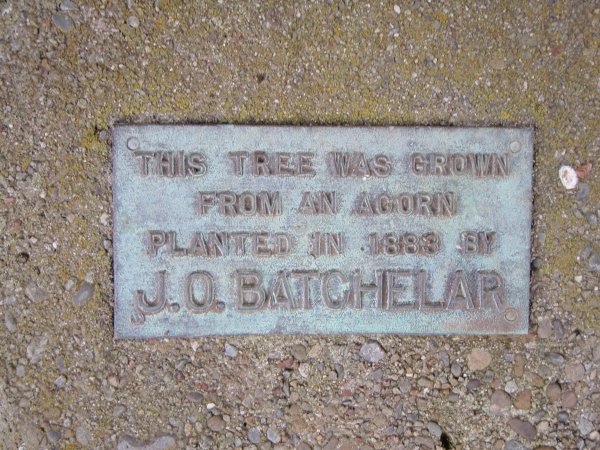 THIS TREE WAS GROWN
FROM AN ACORN
PLANTED IN 1883 BY
J.O. BATCHELAR